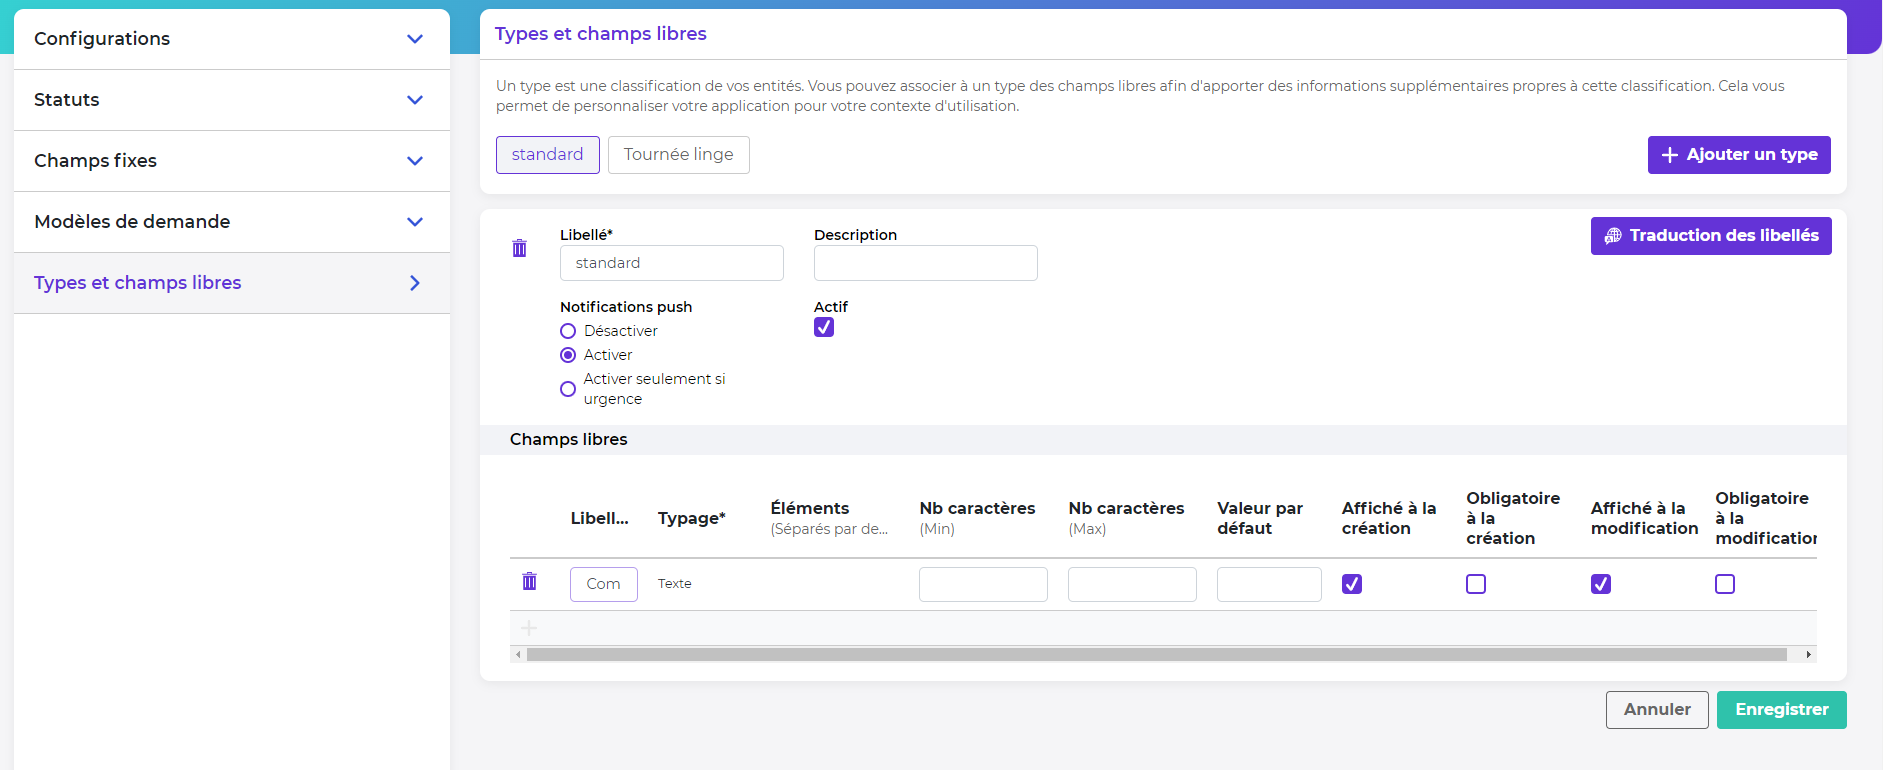 Configurations
Statuts
Champs fixes
Modèles de demande
Types et champs libres
Types et champs libres
Un type est une classification de vos entités. Vous pouvez associer à un type des champs libres afin d'apporter des informations supplémentaires propres à cette classification. Cela vous
permet de personnaliser votre application pour votre contexte d'utilisation.
standard
Tournée linge
Ajouter un type
Libellé*
Description
Traduction des libellés
standard
Notifications push
Actif
Désactiver
Activer
Activer seulement si
urgence
Champs libres
Libell...
Typage*
Éléments
(Séparés par de...
Nb caractères
(Min)
Nb caractères
(Max)
Valeur par
défaut
Affiché à la
création
Obligatoire
à la
création
Affiché à la
modification
Obligatoire
à la
modification
Com
Texte
Annuler
Enregistrer